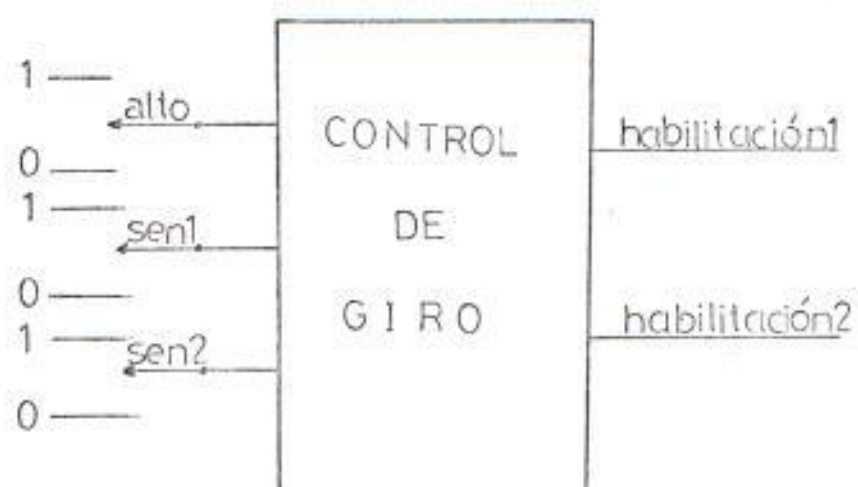 1
alto
0
1
sen1
0
1
sen2
0
CONTROL
DE
GIRO
habilitación1
habilitación2